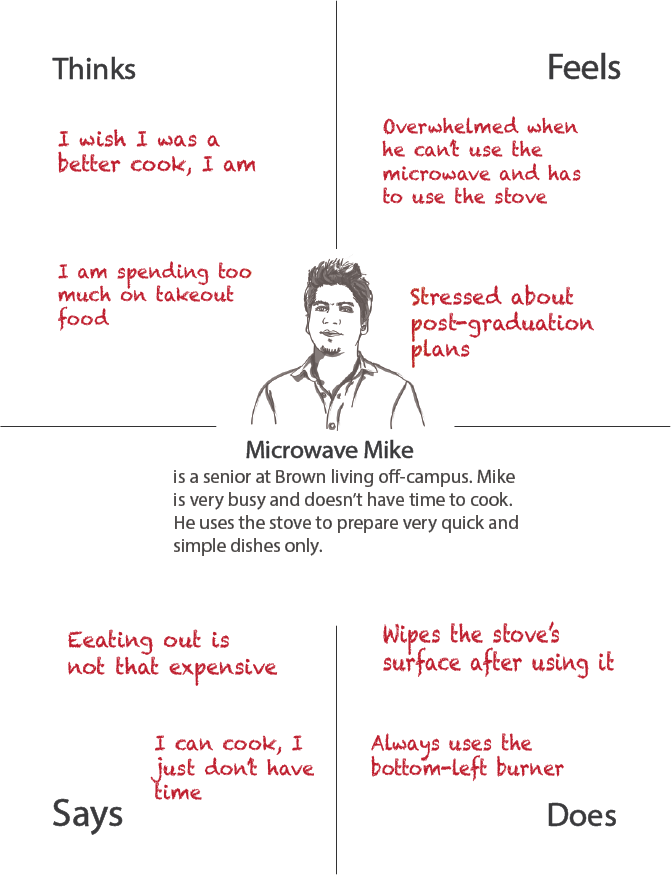 Thinks
I wish I was a
better cook, I am
I am spending too
much on takeout
food
Feels
Overwhelmed when
he can't use the
microwave and has
to use the stove
Stressed about
post-graduation
plans
Microwave Mike
is a senior at Brown living off-campus. Mike
is very busy and doesn't have time to cook.
He uses the stove to prepare very quick and
simple dishes only.
Eeating out is
not that expensive
I can cook, I
just don't have
time
Says
Wipes the stove's
surface after using it
Always uses the
bottom-left burner
Does